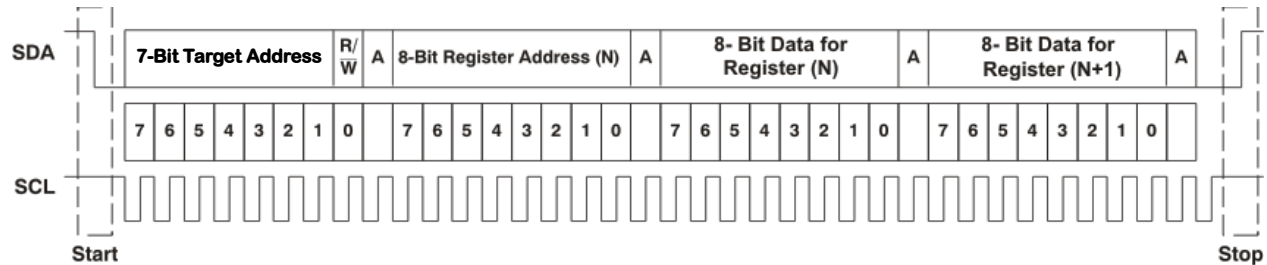 SDA
7-Bit Target Address
R/
W
A
8-Bit Register Address (N)
A
8- Bit Data for
Register (N)
A
8- Bit Data for
Register (N+1)
A
7 6 5 4 3 2 1 0 7 6 5 4 3 2 1 0 7 6 5 4 3 2 1 0 7 6 5 4 3 2 1 0
SCL
Start
Stop